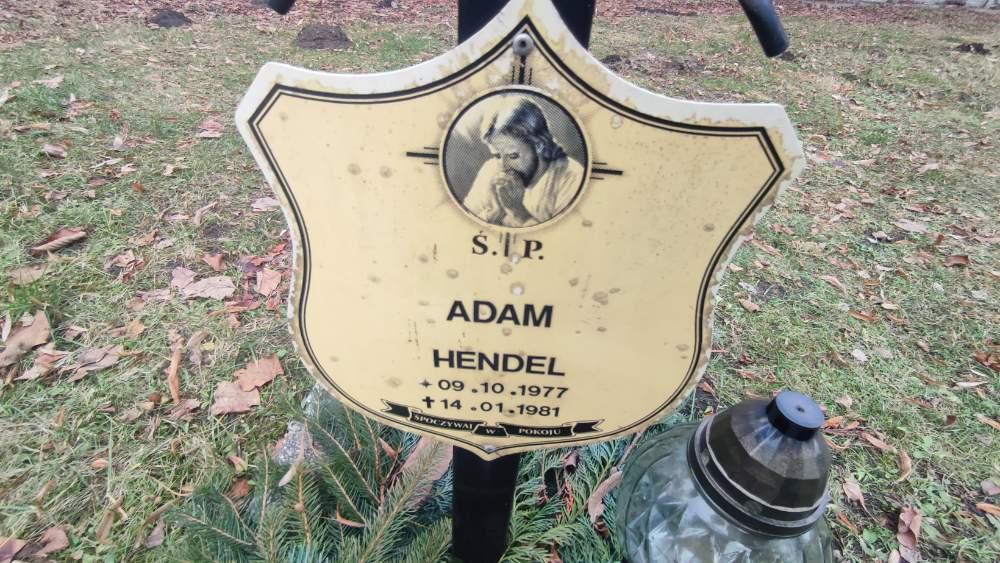 Ś. P.
ADAM
HENDEL
✶ 09.10.1977
✝ 14.01.1981
SPOCZYWAJ W POKOJU